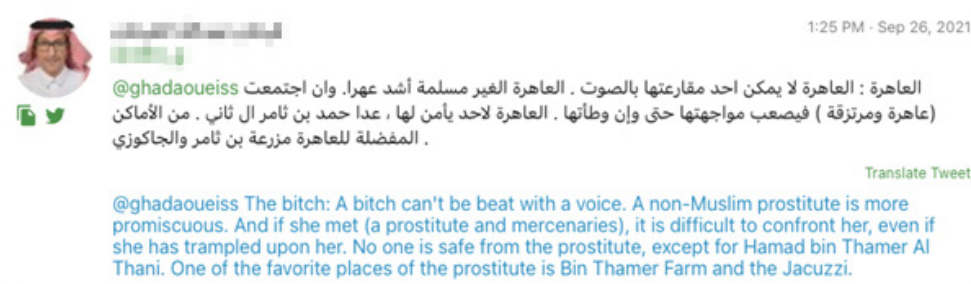 1:25 PM · Sep 26, 2021
@ghadaoueiss العاهرة : العاهرة لا يمكن احد مقارعتها بالصوت . العاهرة الغير مسلمة أشد عهرا. وان اجتمعت
(عاهرة ومرتزقة ) فيصعب مواجهتها حتى وإن وطأتها . العاهرة لاحد يأمن لها ، عدا حمد بن ثامر ال ثاني . من الأماكن
المفضلة للعاهرة مزرعة بن ثامر والجاكوزي .
Translate Tweet
@ghadaoueiss The bitch: A bitch can't be beat with a voice. A non-Muslim prostitute is more
promiscuous. And if she met (a prostitute and mercenaries), it is difficult to confront her, even if
she has trampled upon her. No one is safe from the prostitute, except for Hamad bin Thamer Al
Thani. One of the favorite places of the prostitute is Bin Thamer Farm and the Jacuzzi.